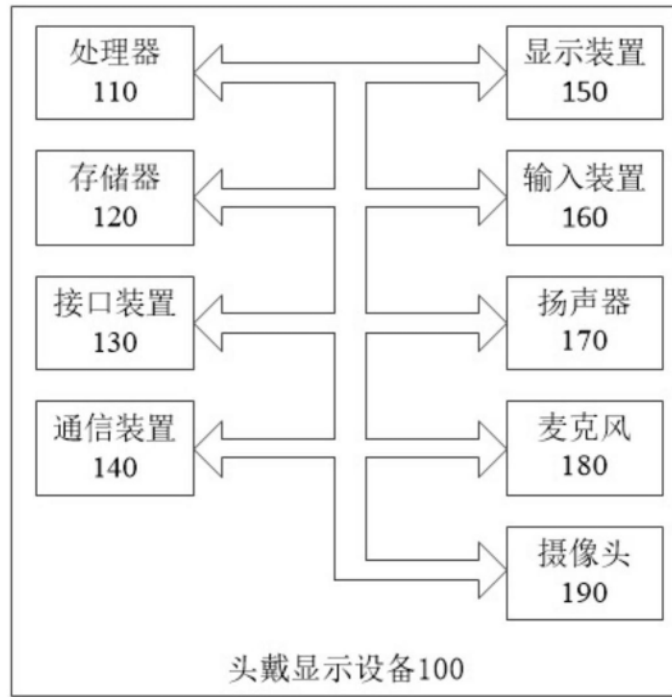 处理器
110
显示装置
150
存储器
120
输入装置
160
接口装置
130
扬声器
170
通信装置
140
麦克风
180
摄像头
190
头戴显示设备100